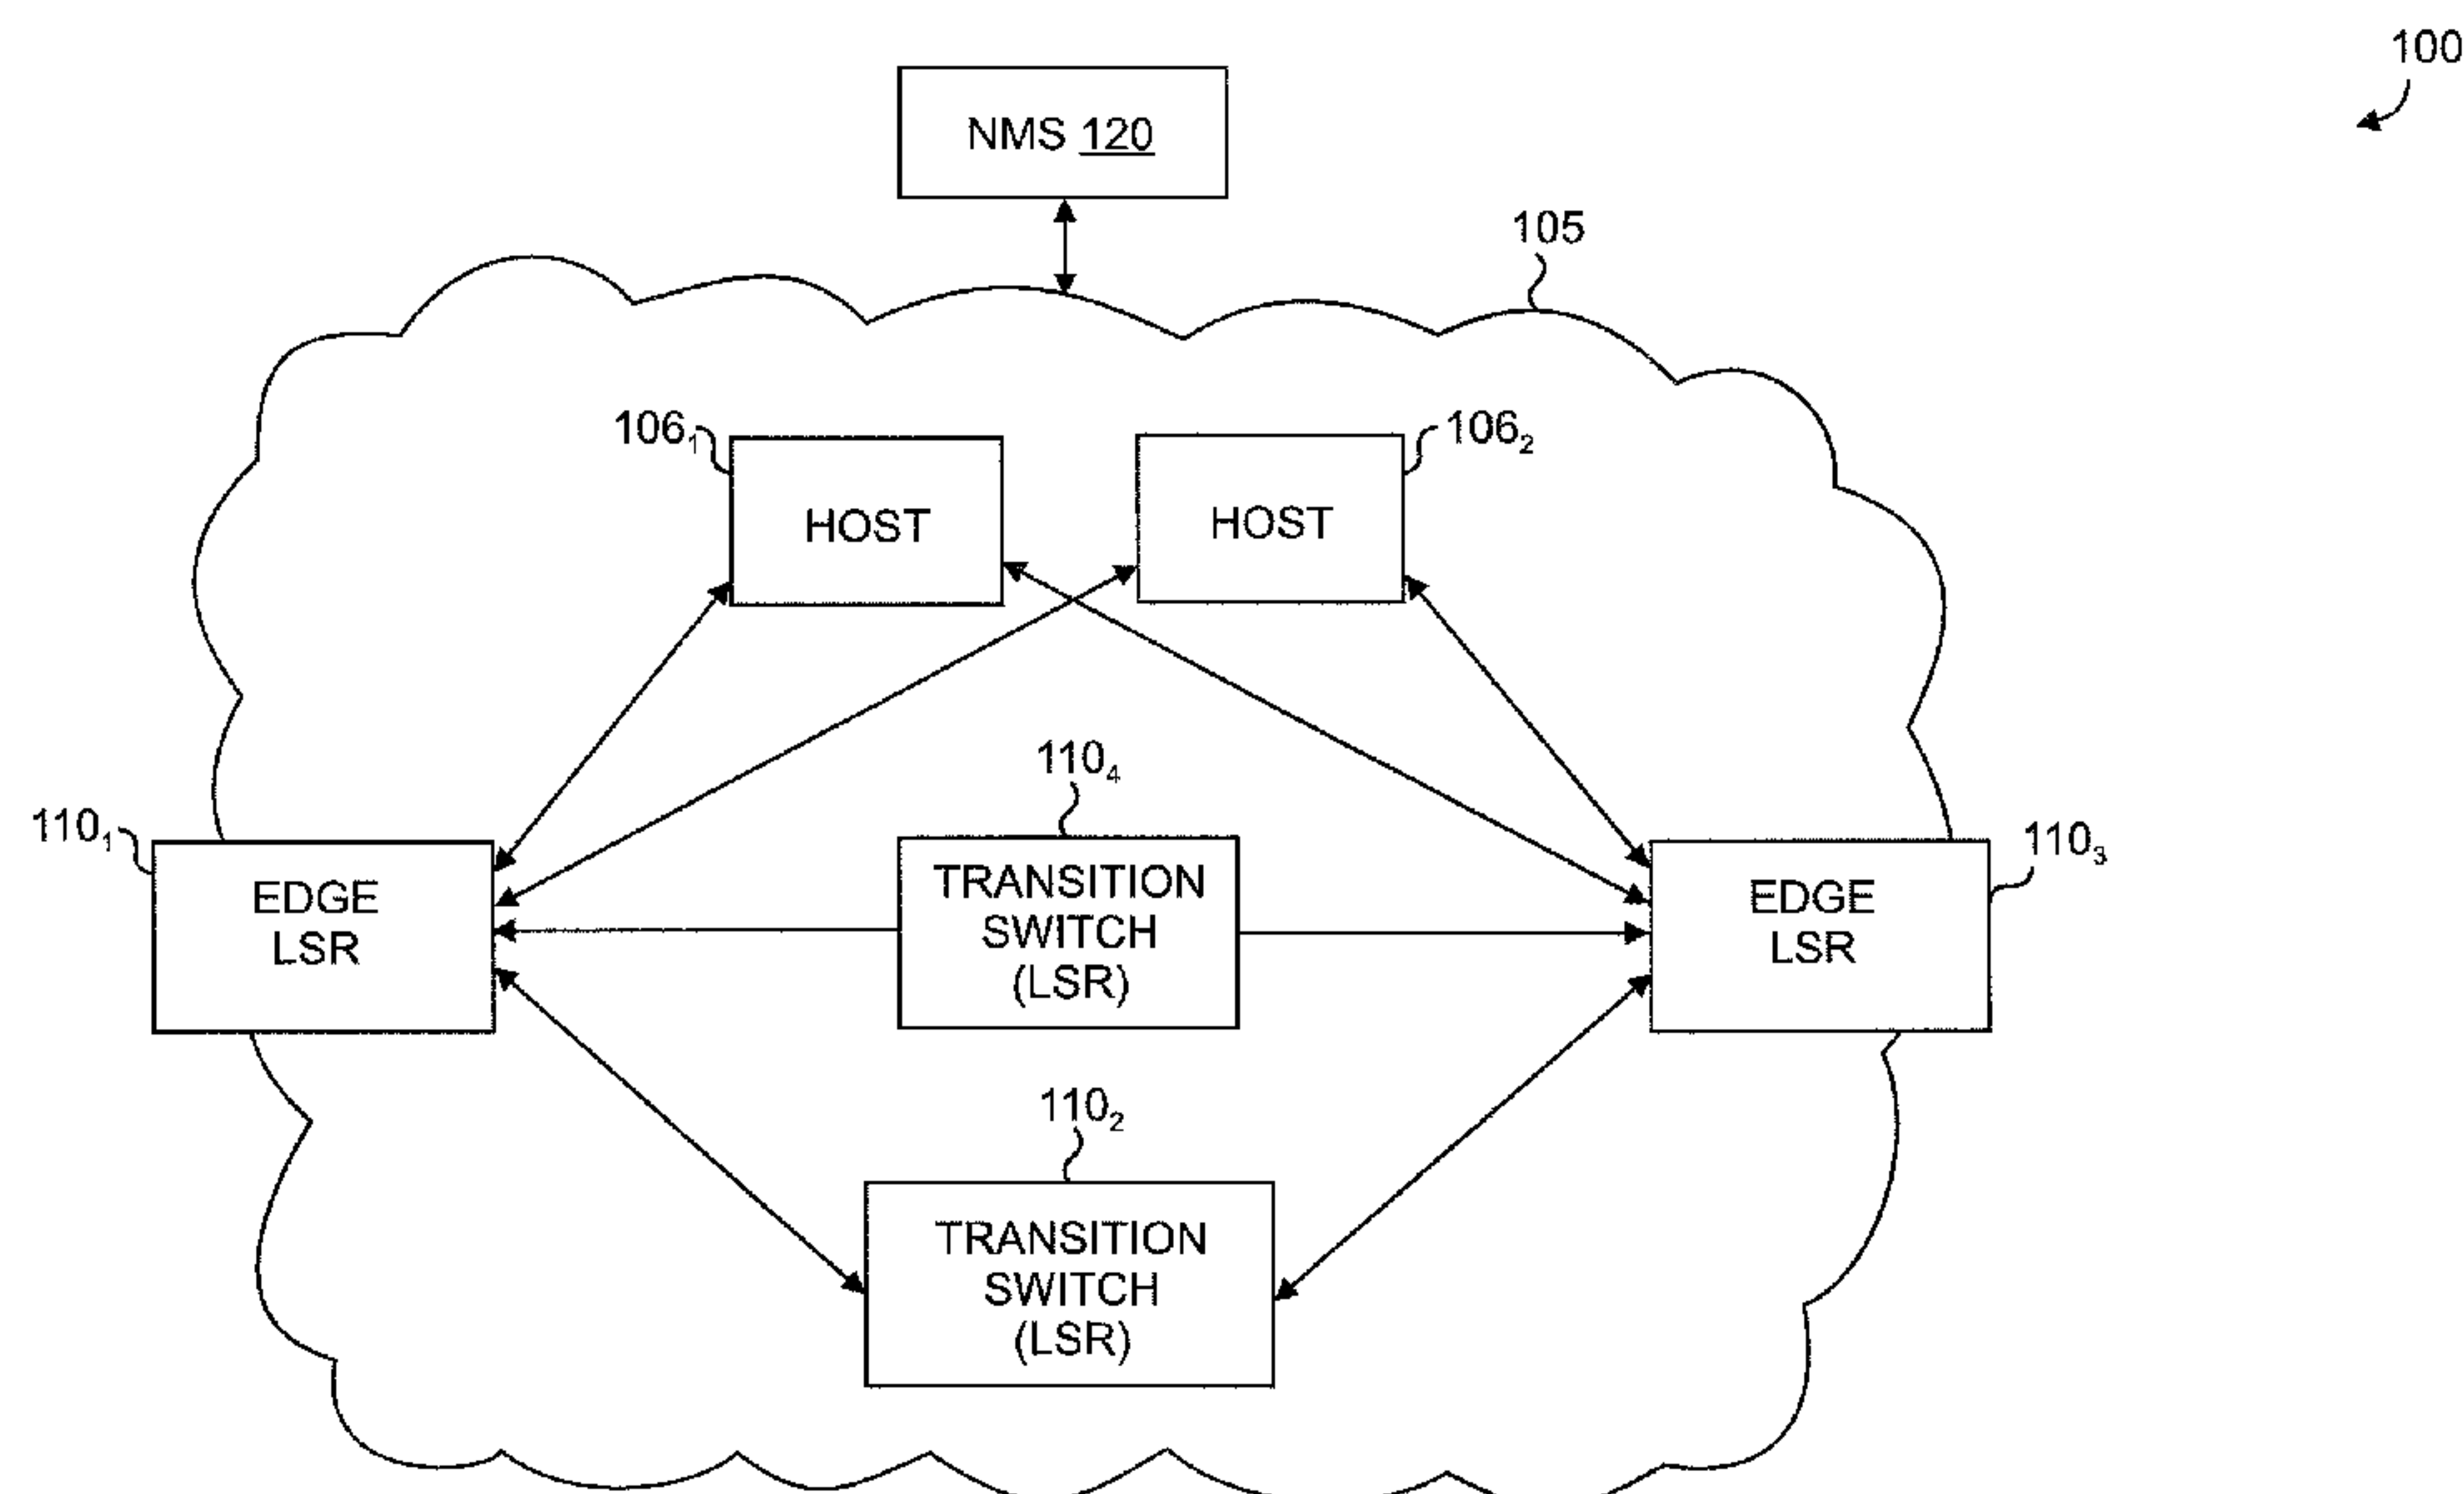 100
NMS 120
105
106₁
HOST
106₂
HOST
110₄
110₁
EDGE
LSR
TRANSITION
SWITCH
(LSR)
110₃
EDGE
LSR
110₂
TRANSITION
SWITCH
(LSR)